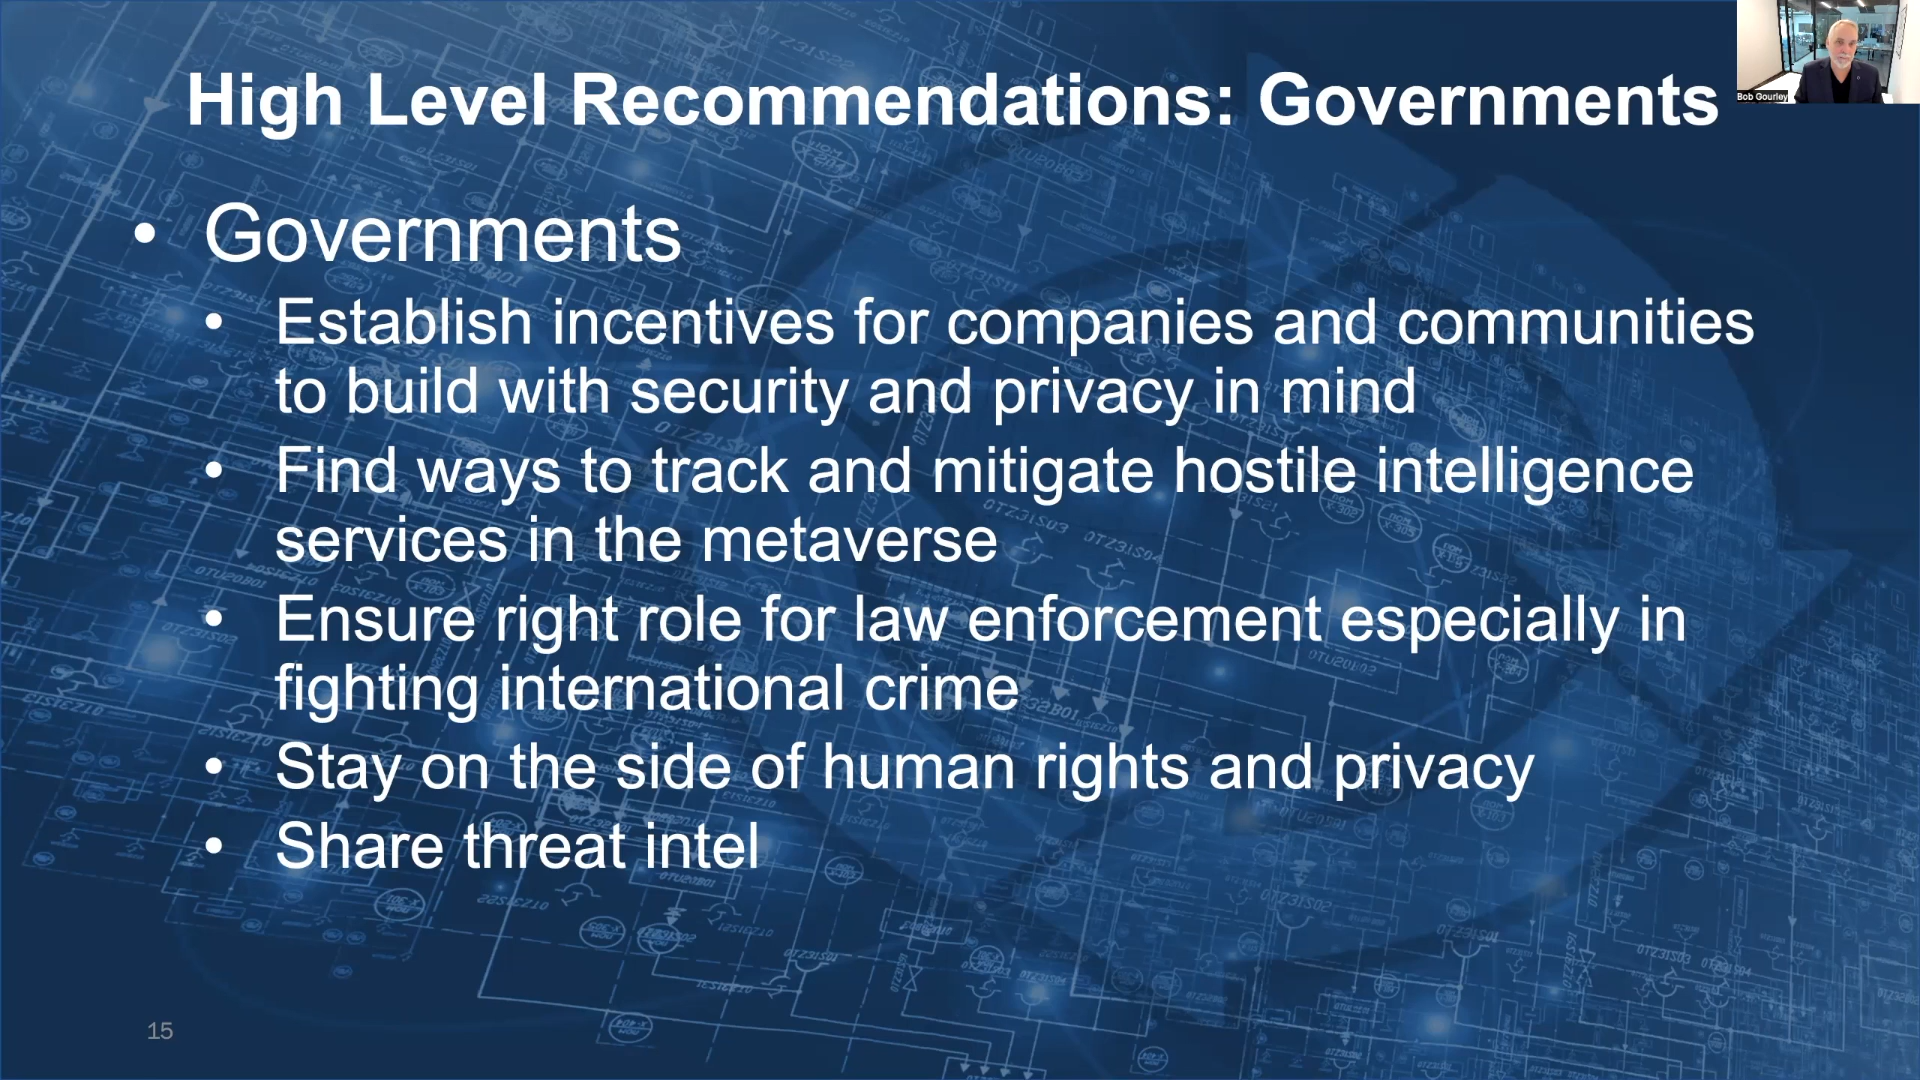 High Level Recommendations: Governments
Bob Gourley
• Governments
• Establish incentives for companies and communities
to build with security and privacy in mind
• Find ways to track and mitigate hostile intelligence
services in the metaverse
• Ensure right role for law enforcement especially in
fighting international crime
• Stay on the side of human rights and privacy
• Share threat intel
15